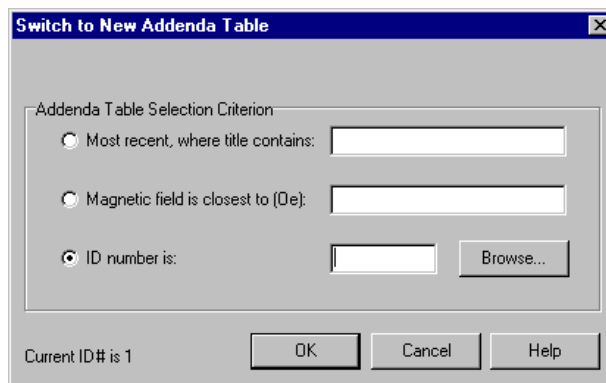 Switch to New Addenda Table
Addenda Table Selection Criterion
Most recent, where title contains:
Magnetic field is closest to (Oe):
ID number is:
Browse...
Current ID# is 1
OK
Cancel
Help